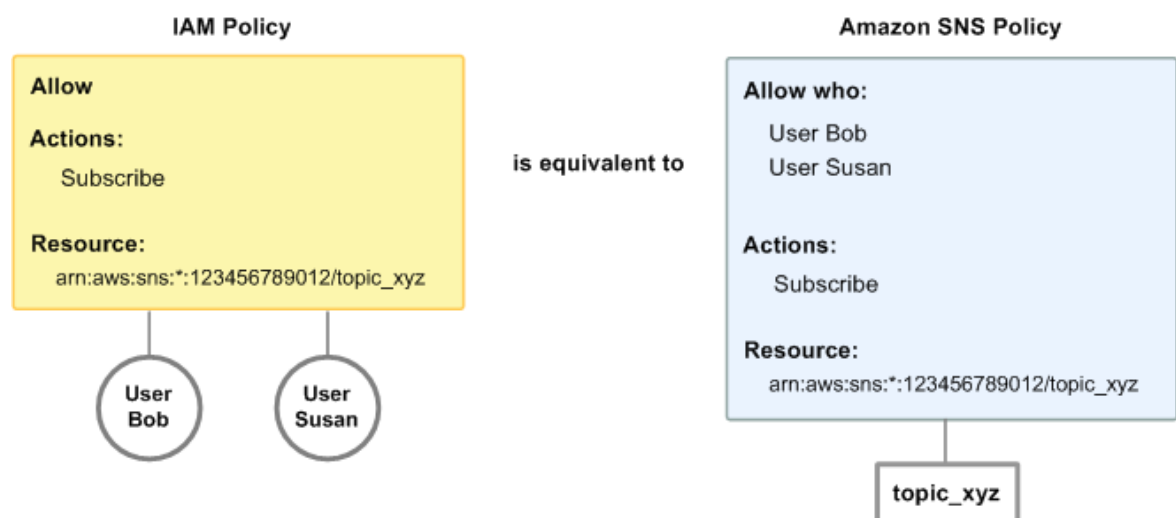 IAM Policy
Allow
Actions:
Subscribe
Resource:
arn:aws:sns:*:123456789012/topic_xyz
User
Bob
User
Susan
is equivalent to
Amazon SNS Policy
Allow who:
User Bob
User Susan
Actions:
Subscribe
Resource:
arn:aws:sns:*:123456789012/topic_xyz
topic_xyz